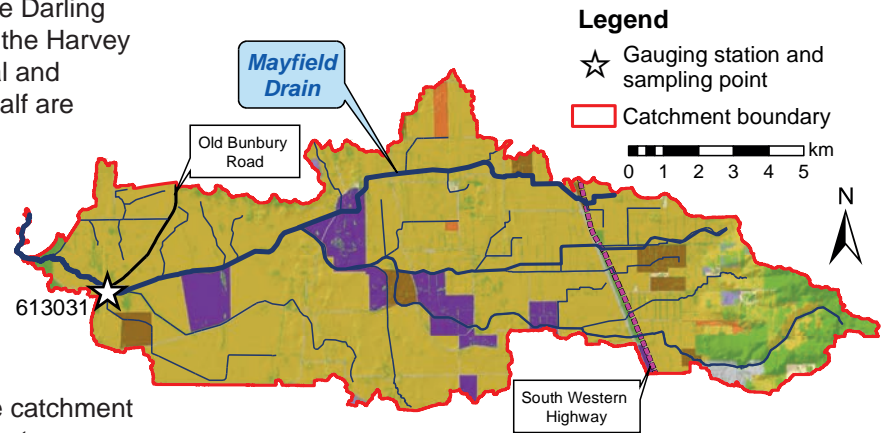 e Darling
the Harvey
al and
alf are
Mayfield
Drain
Old Bunbury
Road
Legend
Gauging station and
sampling point
Catchment boundary
km
0 1 2 3 4 5
N
613031
South Western
Highway
e catchment